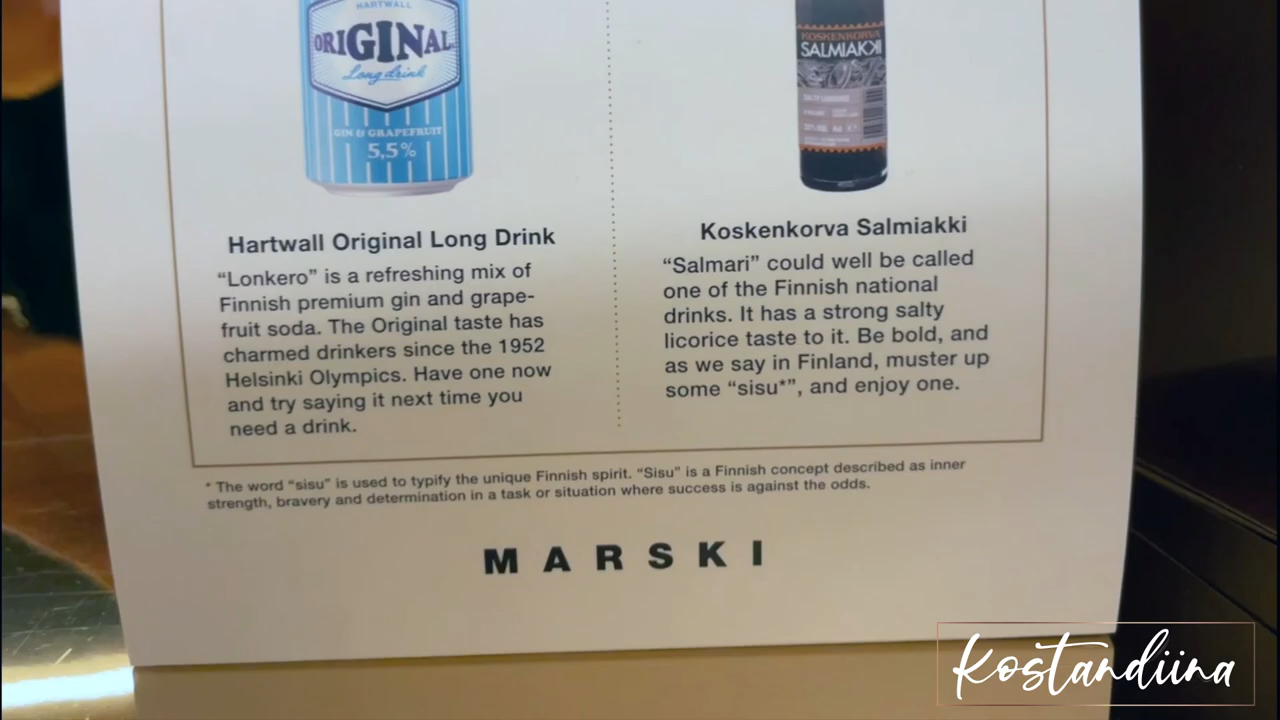 HARTWALL
ORIGINAL
Long drink
GIN & GRAPEFRUIT
5,5%
Hartwall Original Long Drink
“Lonkero” is a refreshing mix of
Finnish premium gin and grape-
fruit soda. The Original taste has
charmed drinkers since the 1952
Helsinki Olympics. Have one now
and try saying it next time you
need a drink.
KOSKENKORVA
SALMIAKKI
SALTY LIQUORICE
Koskenkorva Salmiakki
“Salmari” could well be called
one of the Finnish national
drinks. It has a strong salty
licorice taste to it. Be bold, and
as we say in Finland, muster up
some “sisu*”, and enjoy one.
* The word “sisu” is used to typify the unique Finnish spirit. “Sisu” is a Finnish concept described as inner
strength, bravery and determination in a task or situation where success is against the odds.
MARSKI
Kostandiina